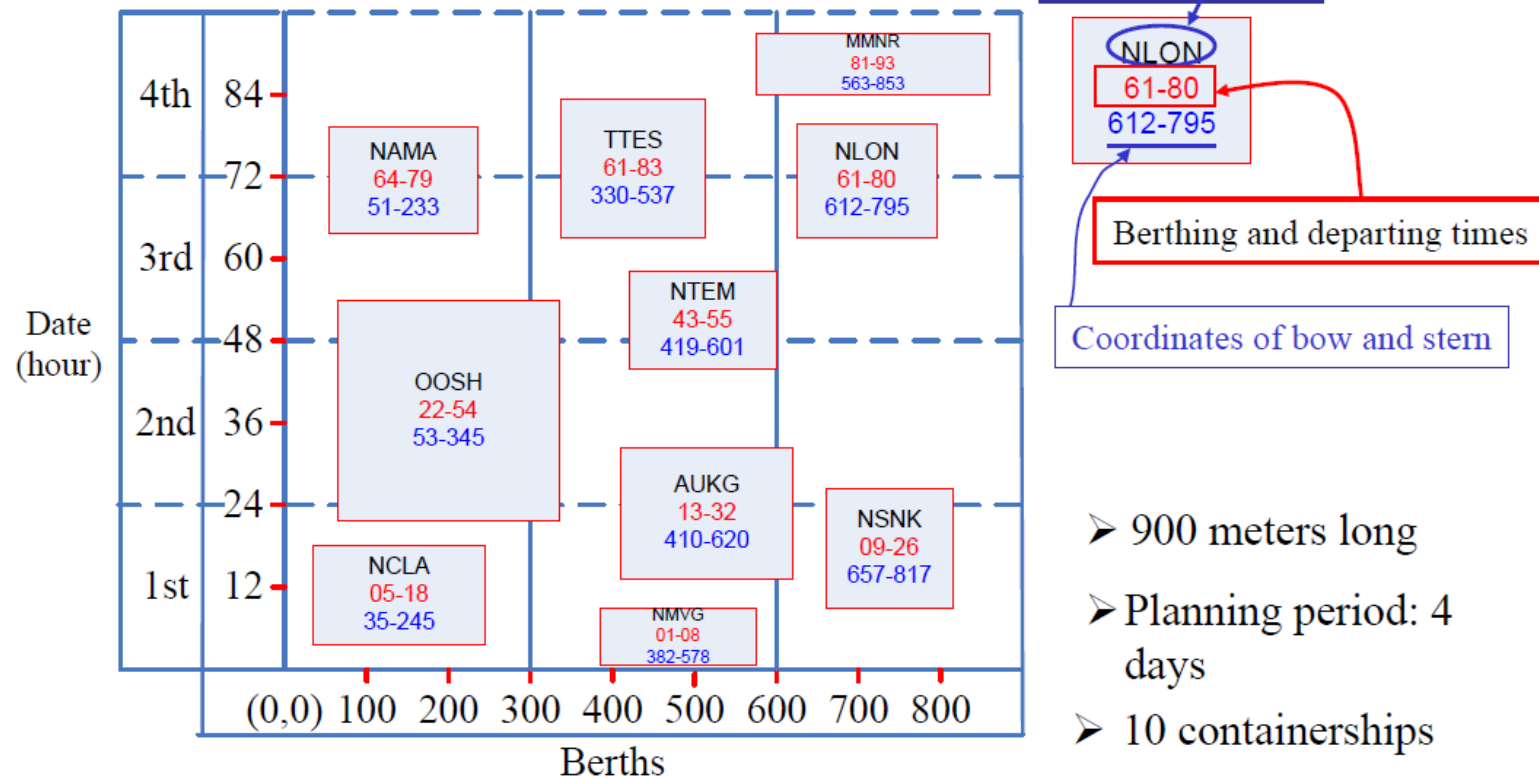 Date
(hour)
4th
3rd
2nd
1st
84
72
60
48
36
24
12
MMNR
81-93
563-853
NAMA
64-79
51-233
TTES
61-83
330-537
NLON
61-80
612-795
NTEM
43-55
419-601
OOSH
22-54
53-345
AUKG
13-32
410-620
NSNK
09-26
657-817
NCLA
05-18
35-245
NMVG
01-08
382-578
(0,0) 100 200 300 400 500 600 700 800
Berths
NLON
61-80
612-795
Berthing and departing times
Coordinates of bow and stern
➢ 900 meters long
➢ Planning period: 4
days
➢ 10 containerships